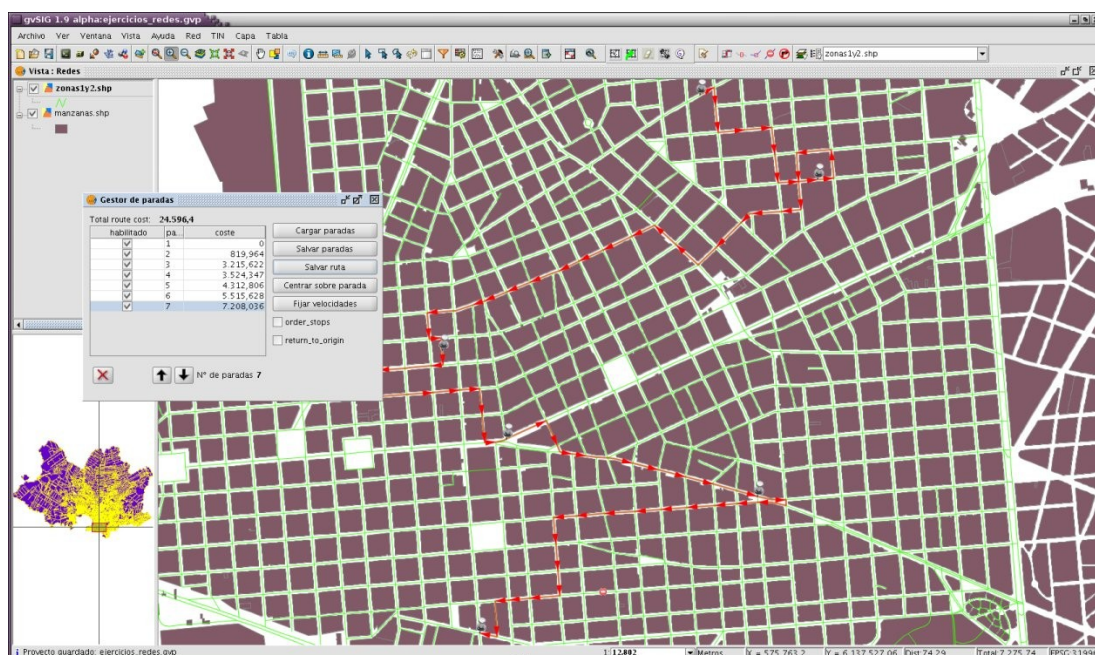 gvSIG 1.9 alpha:ejercicios_redes.gvp
Archivo Ver Ventana Vista Ayuda Red TIN Capa Tabla
zonas1y2.shp
Vista : Redes
zonas1y2.shp
manzanas.shp
Gestor de paradas
Total route cost: 24.596,4
habilitado pa... coste
1 0
2 819,964
3 3.215,622
4 3.524,347
5 4.312,806
6 5.515,628
7 7.208,036
Cargar paradas
Salvar paradas
Salvar ruta
Centrar sobre parada
Fijar velocidades
order_stops
return_to_origin
Nº de paradas 7
Proyecto guardado: ejercicios_redes.gvp
1: 12.802 Metros X = 575.763,2 Y = 6.137.527,06 Dist:74,29 Total:7.275,74